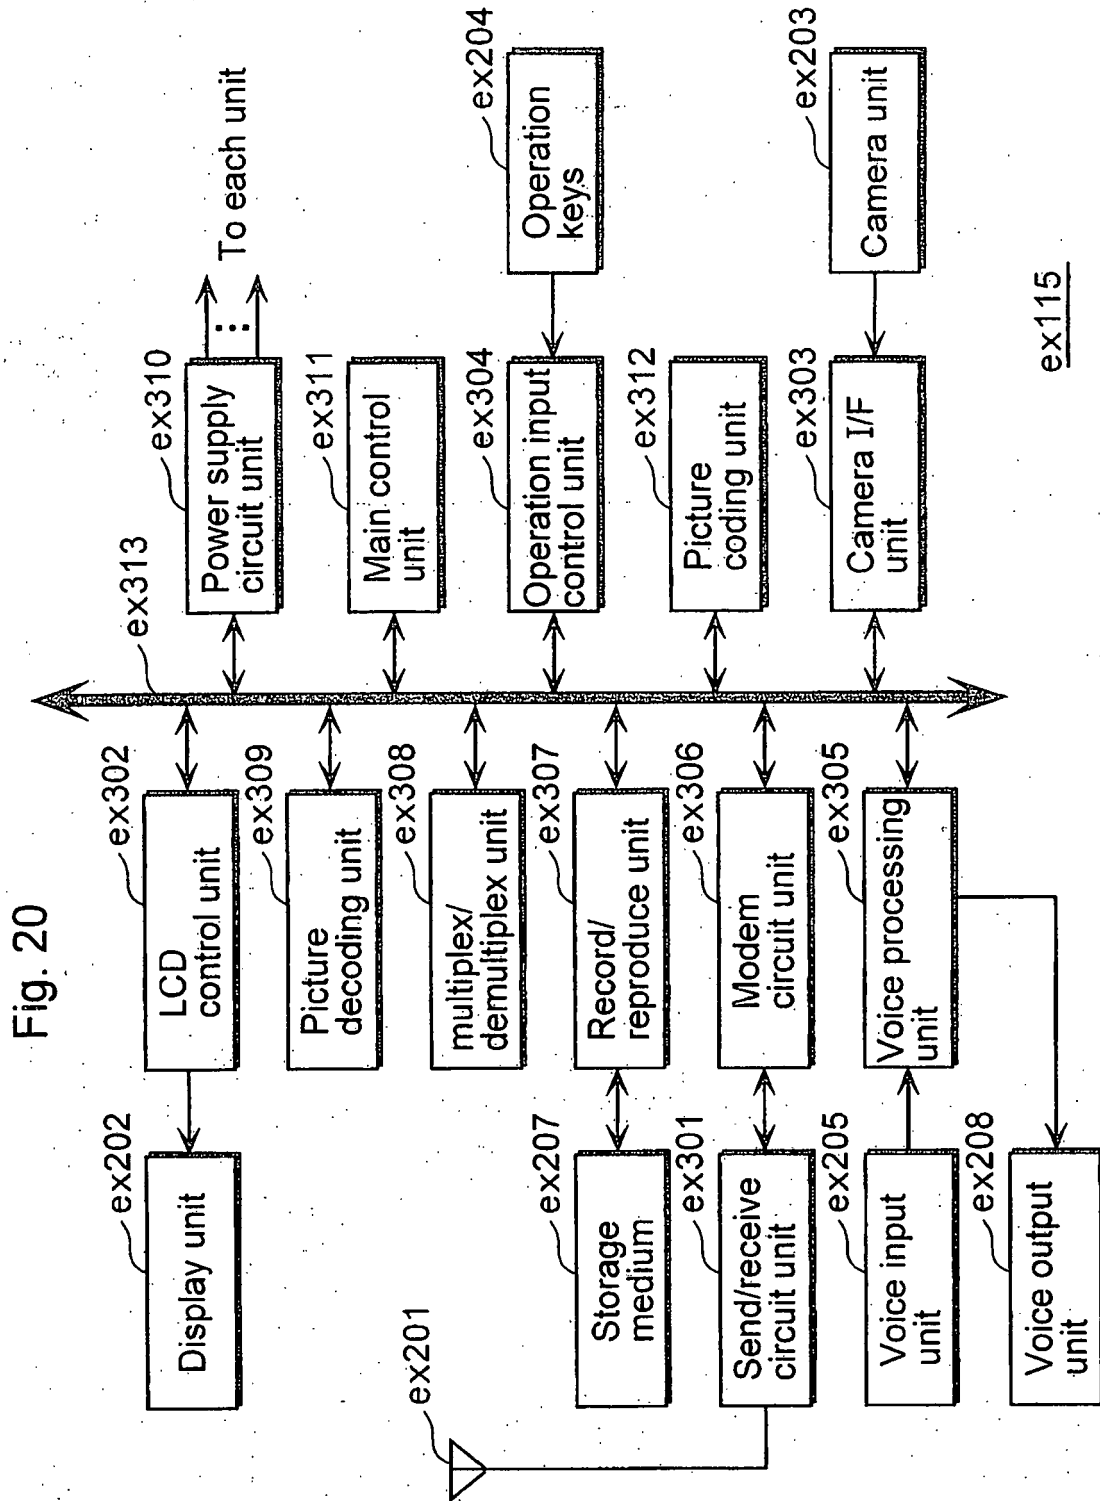 Fig. 20
ex201
ex202
Display unit
ex302
LCD
control unit
ex309
Picture
decoding unit
ex308
multiplex/
demultiplex unit
ex207
Storage
medium
ex307
Record/
reproduce unit
ex301
Send/receive
circuit unit
ex306
Modem
circuit unit
ex205
Voice input
unit
ex305
Voice processing
unit
ex208
Voice output
unit
ex313
ex310
Power supply
circuit unit
To each unit
ex311
Main control
unit
ex304
Operation input
control unit
ex204
Operation
keys
ex312
Picture
coding unit
ex303
Camera I/F
unit
ex203
Camera unit
ex115